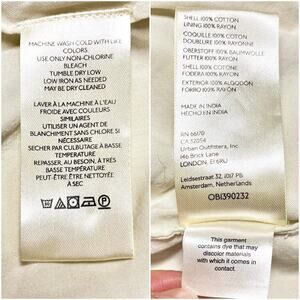 MACHINE WASH COLD WITH LIKE
COLORS
USE ONLY NON-CHLORINE
BLEACH
TUMBLE DRY LOW
LOW IRON AS NEEDED
MAY BE DRY CLEANED
LAVER À LA MACHINE À L'EAU
FROIDE AVEC COULEURS
SIMILAIRES
UTILISER UN AGENT DE
BLANCHIMENT SANS CHLORE SI
NÉCESSAIRE
SECHER PAR CULBUTAGE À BASSE
TEMPÉRATURE
REPASSER, AU BESOIN, À TRÈS
BASSE TEMPÉRATURE
PEUT-ÊTRE ÊTRE NETTOYÉE
À SEC
SHELL 100% COTTON
LINING 100% RAYON
COQUILLE 100% COTON
DOUBLURE 100% RAYONNE
OBERSTOFF 100% BAUMWOLLE
FUTTER 100% RAYON
SHELL 100% COTONE
FODERA 100% RAYON
EXTERIOR 100% ALGODÓN
FORRO 100% RAYON
MADE IN INDIA
HECHO EN INDIA
RN 66170
CA 32054
Urban Outfitters, Inc
146 Brick Lane
LONDON, E1 6RU
Leidsestraat 32, 1017 PB
Amsterdam, Netherlands
OB1390232
This garment
contains dye that may
discolor materials
with which it comes
in contact.